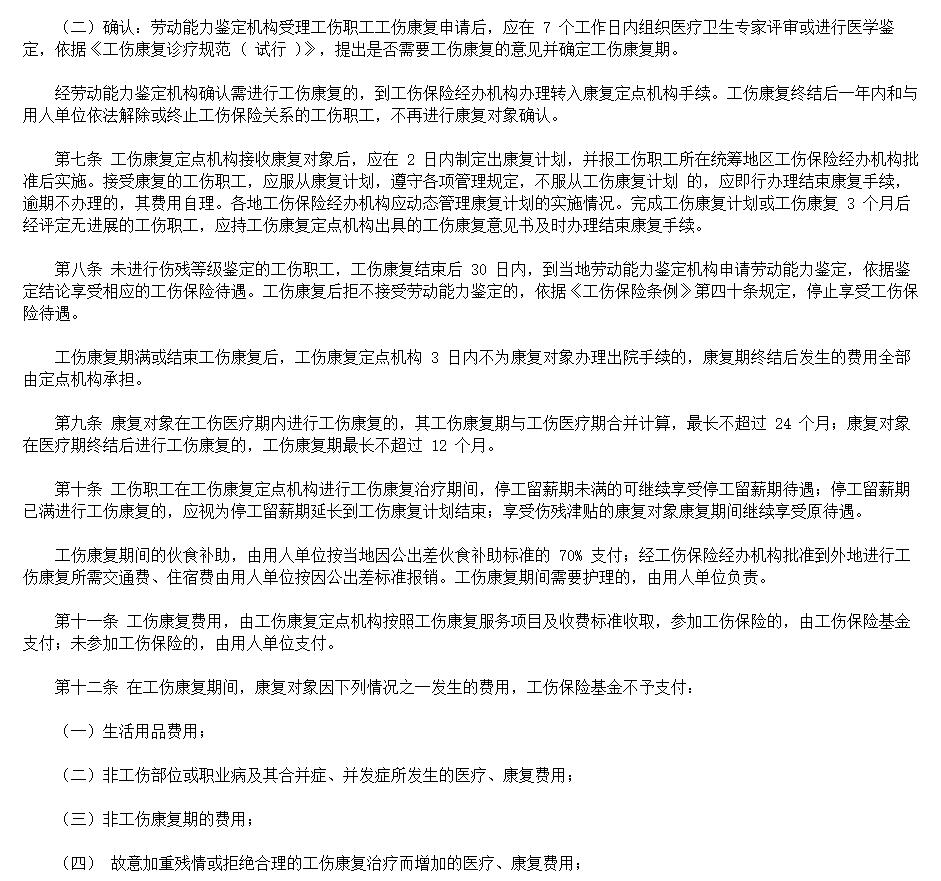 （二）确认：劳动能力鉴定机构受理工伤职工工伤康复申请后，应在 7 个工作日内组织医疗卫生专家评审或进行医学鉴
定，依据《工伤康复诊疗规范（ 试行 ）》，提出是否需要工伤康复的意见并确定工伤康复期。
经劳动能力鉴定机构确认需进行工伤康复的，到工伤保险经办机构办理转入康复定点机构手续。工伤康复终结后一年内和与
用人单位依法解除或终止工伤保险关系的工伤职工，不再进行康复对象确认。
第七条 工伤康复定点机构接收康复对象后，应在 2 日内制定出康复计划，并报工伤职工所在统筹地区工伤保险经办机构批
准后实施。接受康复的工伤职工，应服从康复计划，遵守各项管理规定，不服从工伤康复计划 的，应即行办理结束康复手续，
逾期不办理的，其费用自理。各地工伤保险经办机构应动态管理康复计划的实施情况。完成工伤康复计划或工伤康复 3 个月后
经评定无进展的工伤职工，应持工伤康复定点机构出具的工伤康复意见书及时办理结束康复手续。
第八条 未进行伤残等级鉴定的工伤职工，工伤康复结束后 30 日内，到当地劳动能力鉴定机构申请劳动能力鉴定，依据鉴
定结论享受相应的工伤保险待遇。工伤康复后拒不接受劳动能力鉴定的，依据《工伤保险条例》第四十条规定，停止享受工伤保
险待遇。
工伤康复期满或结束工伤康复后，工伤康复定点机构 3 日内不为康复对象办理出院手续的，康复期终结后发生的费用全部
由定点机构承担。
第九条 康复对象在工伤医疗期内进行工伤康复的，其工伤康复期与工伤医疗期合并计算，最长不超过 24 个月；康复对象
在医疗期终结后进行工伤康复的，工伤康复期最长不超过 12 个月。
第十条 工伤职工在工伤康复定点机构进行工伤康复治疗期间，停工留薪期未满的可继续享受停工留薪期待遇；停工留薪期
已满进行工伤康复的，应视为停工留薪期延长到工伤康复计划结束；享受伤残津贴的康复对象康复期间继续享受原待遇。
工伤康复期间的伙食补助，由用人单位按当地因公出差伙食补助标准的 70% 支付；经工伤保险经办机构批准到外地进行工
伤康复所需交通费、住宿费由用人单位按因公出差标准报销。工伤康复期间需要护理的，由用人单位负责。
第十一条 工伤康复费用，由工伤康复定点机构按照工伤康复服务项目及收费标准收取，参加工伤保险的，由工伤保险基金
支付；未参加工伤保险的，由用人单位支付。
第十二条 在工伤康复期间，康复对象因下列情况之一发生的费用，工伤保险基金不予支付：
（一）生活用品费用；
（二）非工伤部位或职业病及其合并症、并发症所发生的医疗、康复费用；
（三）非工伤康复期的费用；
（四） 故意加重残情或拒绝合理的工伤康复治疗而增加的医疗、康复费用；